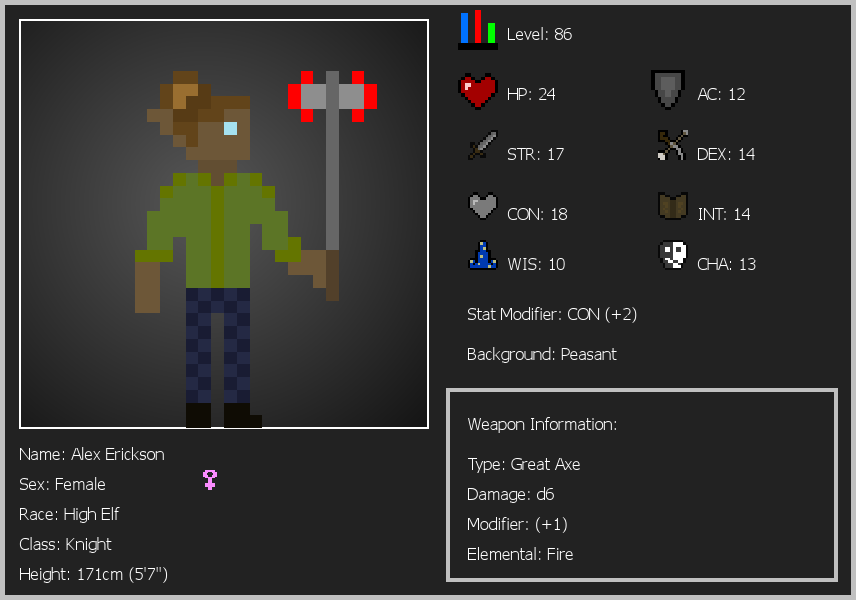 Level: 86
HP: 24
AC: 12
STR: 17
DEX: 14
CON: 18
INT: 14
WIS: 10
CHA: 13
Stat Modifier: CON (+2)
Background: Peasant
Weapon Information:
Type: Great Axe
Damage: d6
Modifier: (+1)
Elemental: Fire
Name: Alex Erickson
Sex: Female
Race: High Elf
Class: Knight
Height: 171cm (5'7")